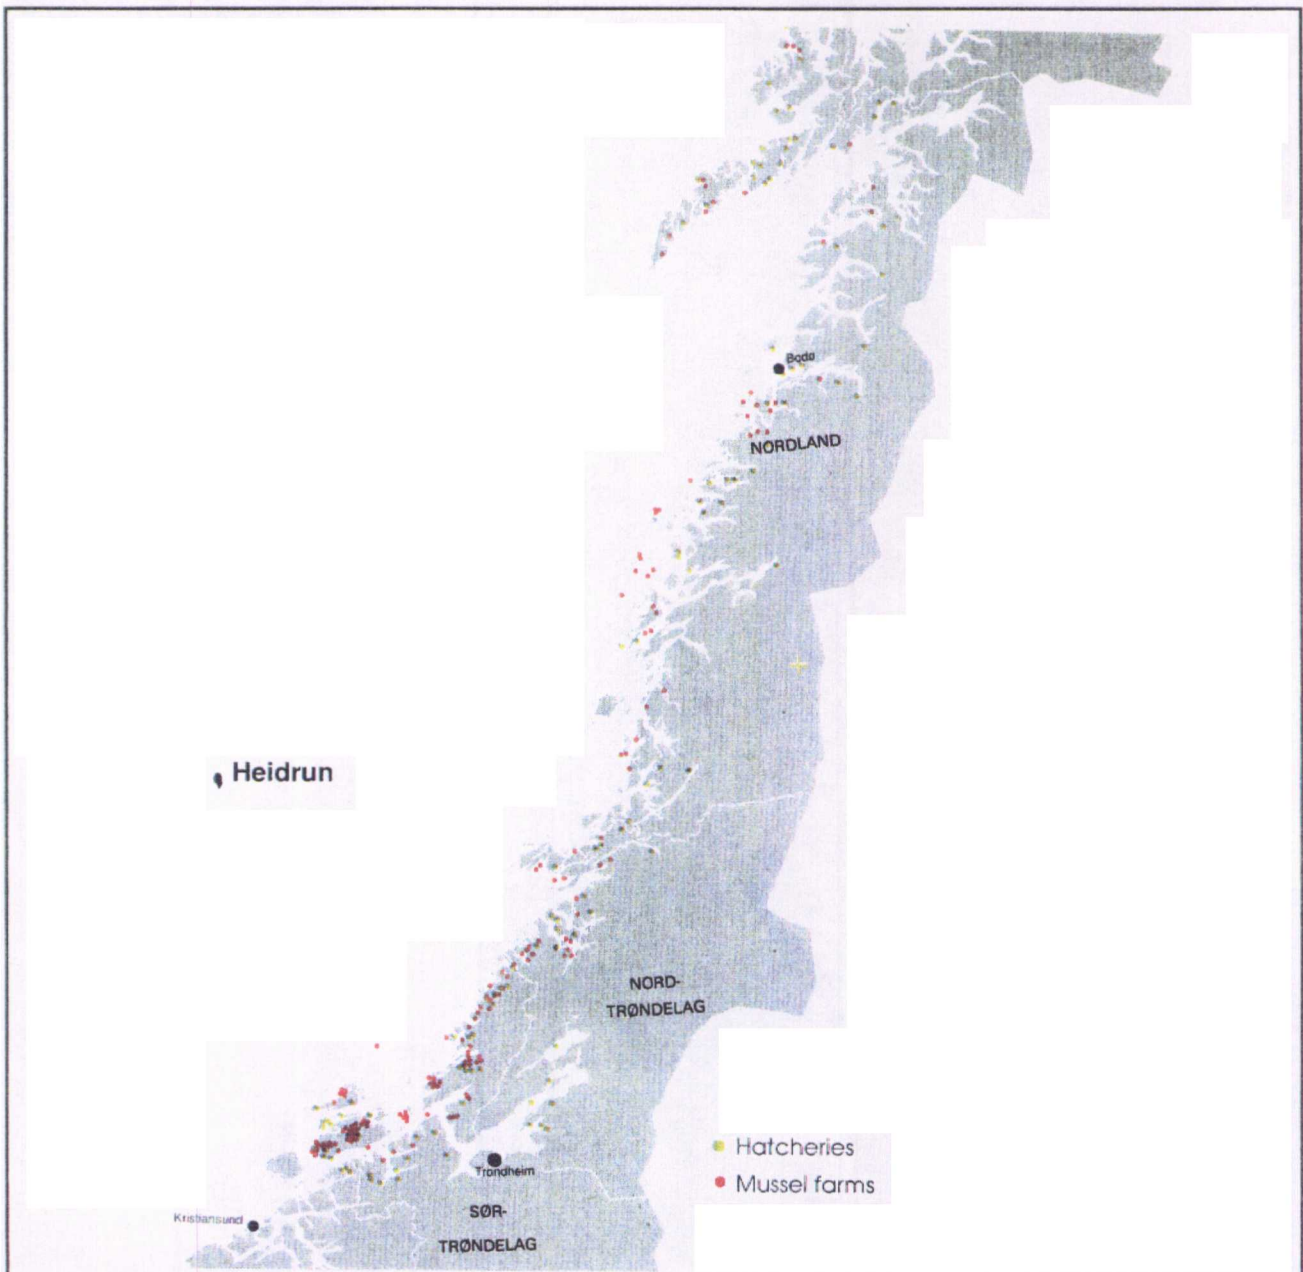 Bodø
NORDLAND
Heidrun
NORD-
TRØNDELAG
Hatcheries
Mussel farms
Trondheim
Kristiansund
SØR-
TRØNDELAG